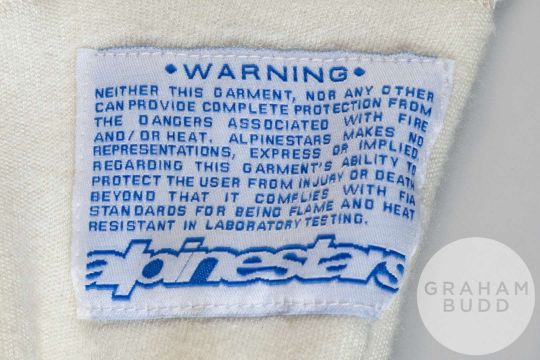 • WARNING •
NEITHER THIS GARMENT, NOR ANY OTHER
CAN PROVIDE COMPLETE PROTECTION FROM
THE DANGERS ASSOCIATED WITH FIRE
AND/OR HEAT. ALPINESTARS MAKES NO
REPRESENTATIONS, EXPRESS OR IMPLIED,
REGARDING THIS GARMENT'S ABILITY TO
PROTECT THE USER FROM INJURY OR DEATH
BEYOND THAT IT COMPLIES WITH FIA
STANDARDS FOR BEING FLAME AND HEAT
RESISTANT IN LABORATORY TESTING.
alpinestars
GRAHAM
BUDD